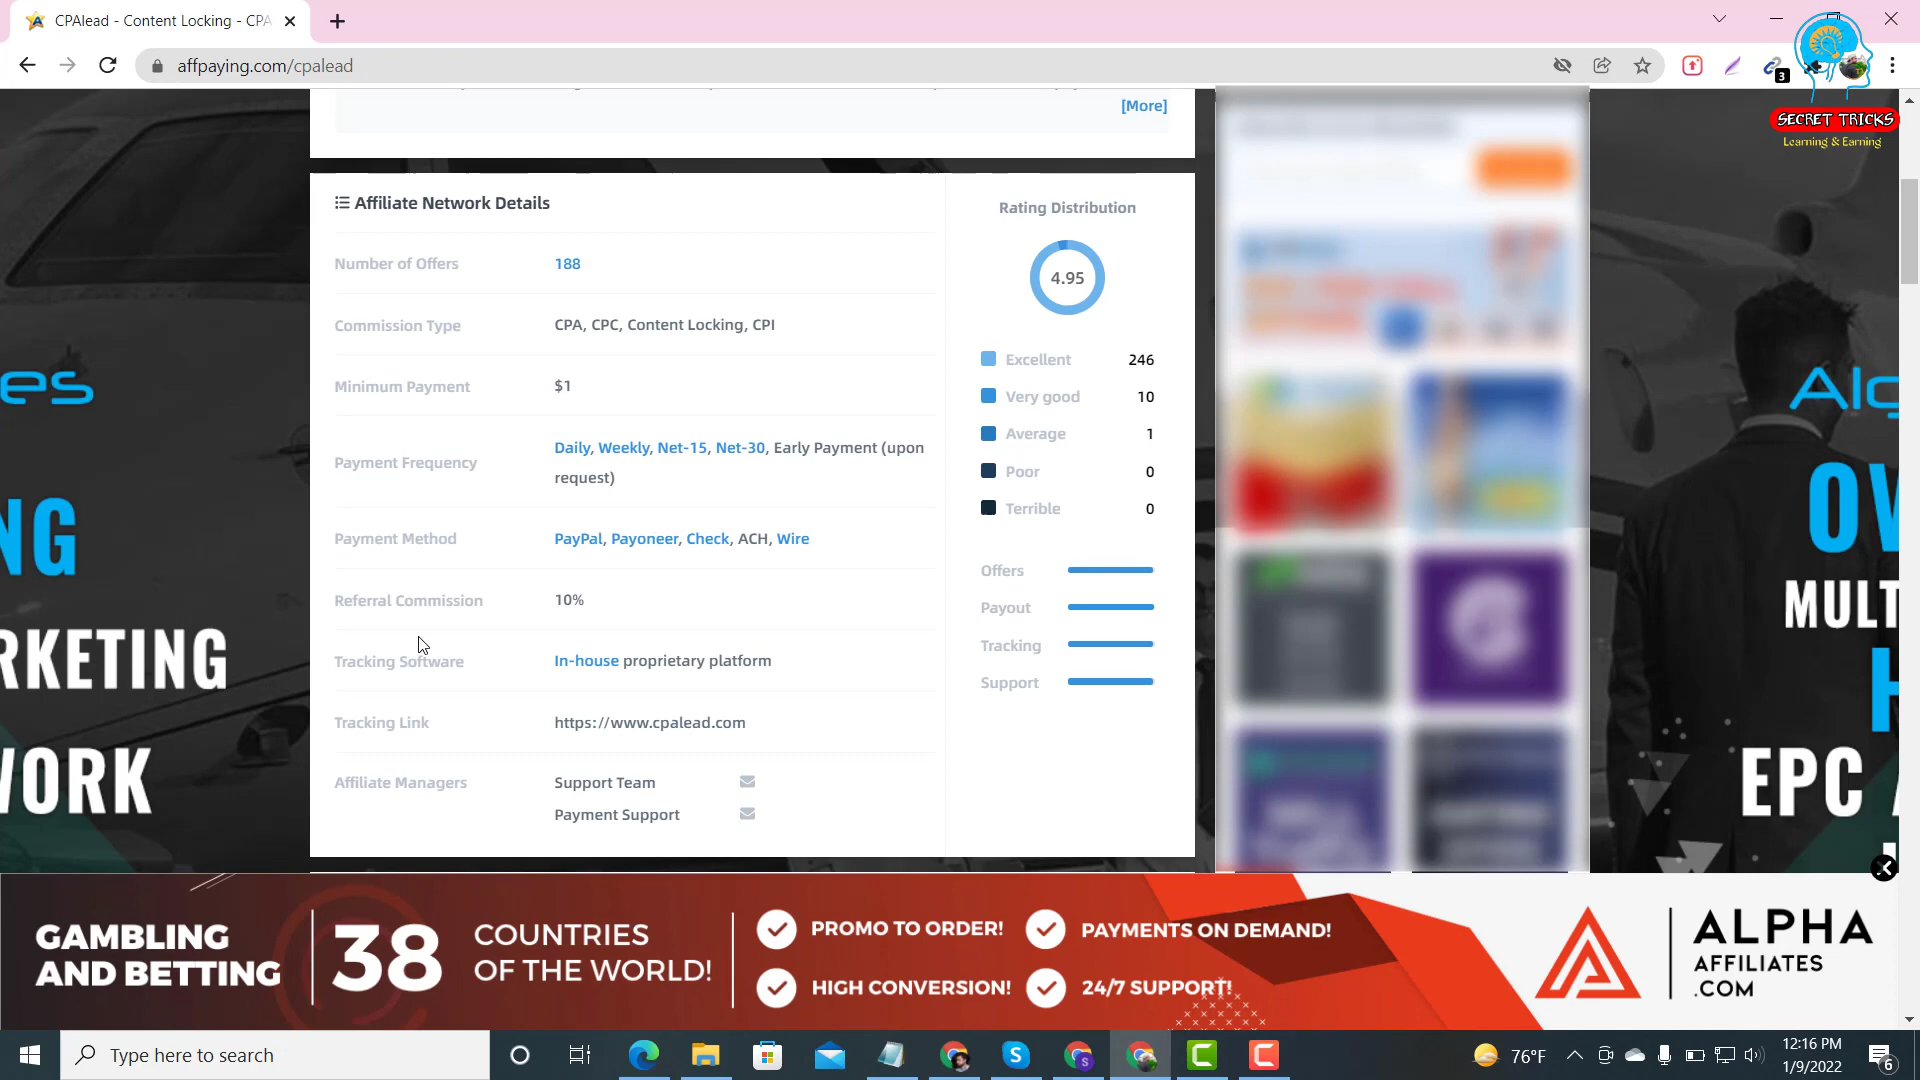 CPAlead - Content Locking - CPA
affpaying.com/cpalead
3
SECRET TRICKS
Learning & Earning
[More]
Affiliate Network Details
Number of Offers 188
Commission Type CPA, CPC, Content Locking, CPI
Minimum Payment $1
Payment Frequency Daily, Weekly, Net-15, Net-30, Early Payment (upon
request)
Payment Method PayPal, Payoneer, Check, ACH, Wire
Referral Commission 10%
Tracking Software In-house proprietary platform
Tracking Link https://www.cpalead.com
Affiliate Managers Support Team
Payment Support
Rating Distribution
4.95
Excellent 246
Very good 10
Average 1
Poor 0
Terrible 0
Offers
Payout
Tracking
Support
es
NG
RKETING
WORK
Alg
OV
MULT
H
EPC A
GAMBLING
AND BETTING
38
COUNTRIES
OF THE WORLD!
PROMO TO ORDER!
PAYMENTS ON DEMAND!
HIGH CONVERSION!
24/7 SUPPORT!
ALPHA
AFFILIATES
.COM
Type here to search
76°F
12:16 PM
1/9/2022
6